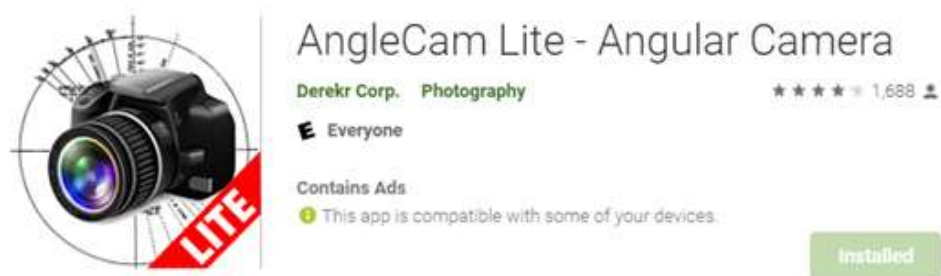 AngleCam Lite - Angular Camera
Derekr Corp. Photography 1,688
Everyone
Contains Ads
This app is compatible with some of your devices.
Installed
LITE